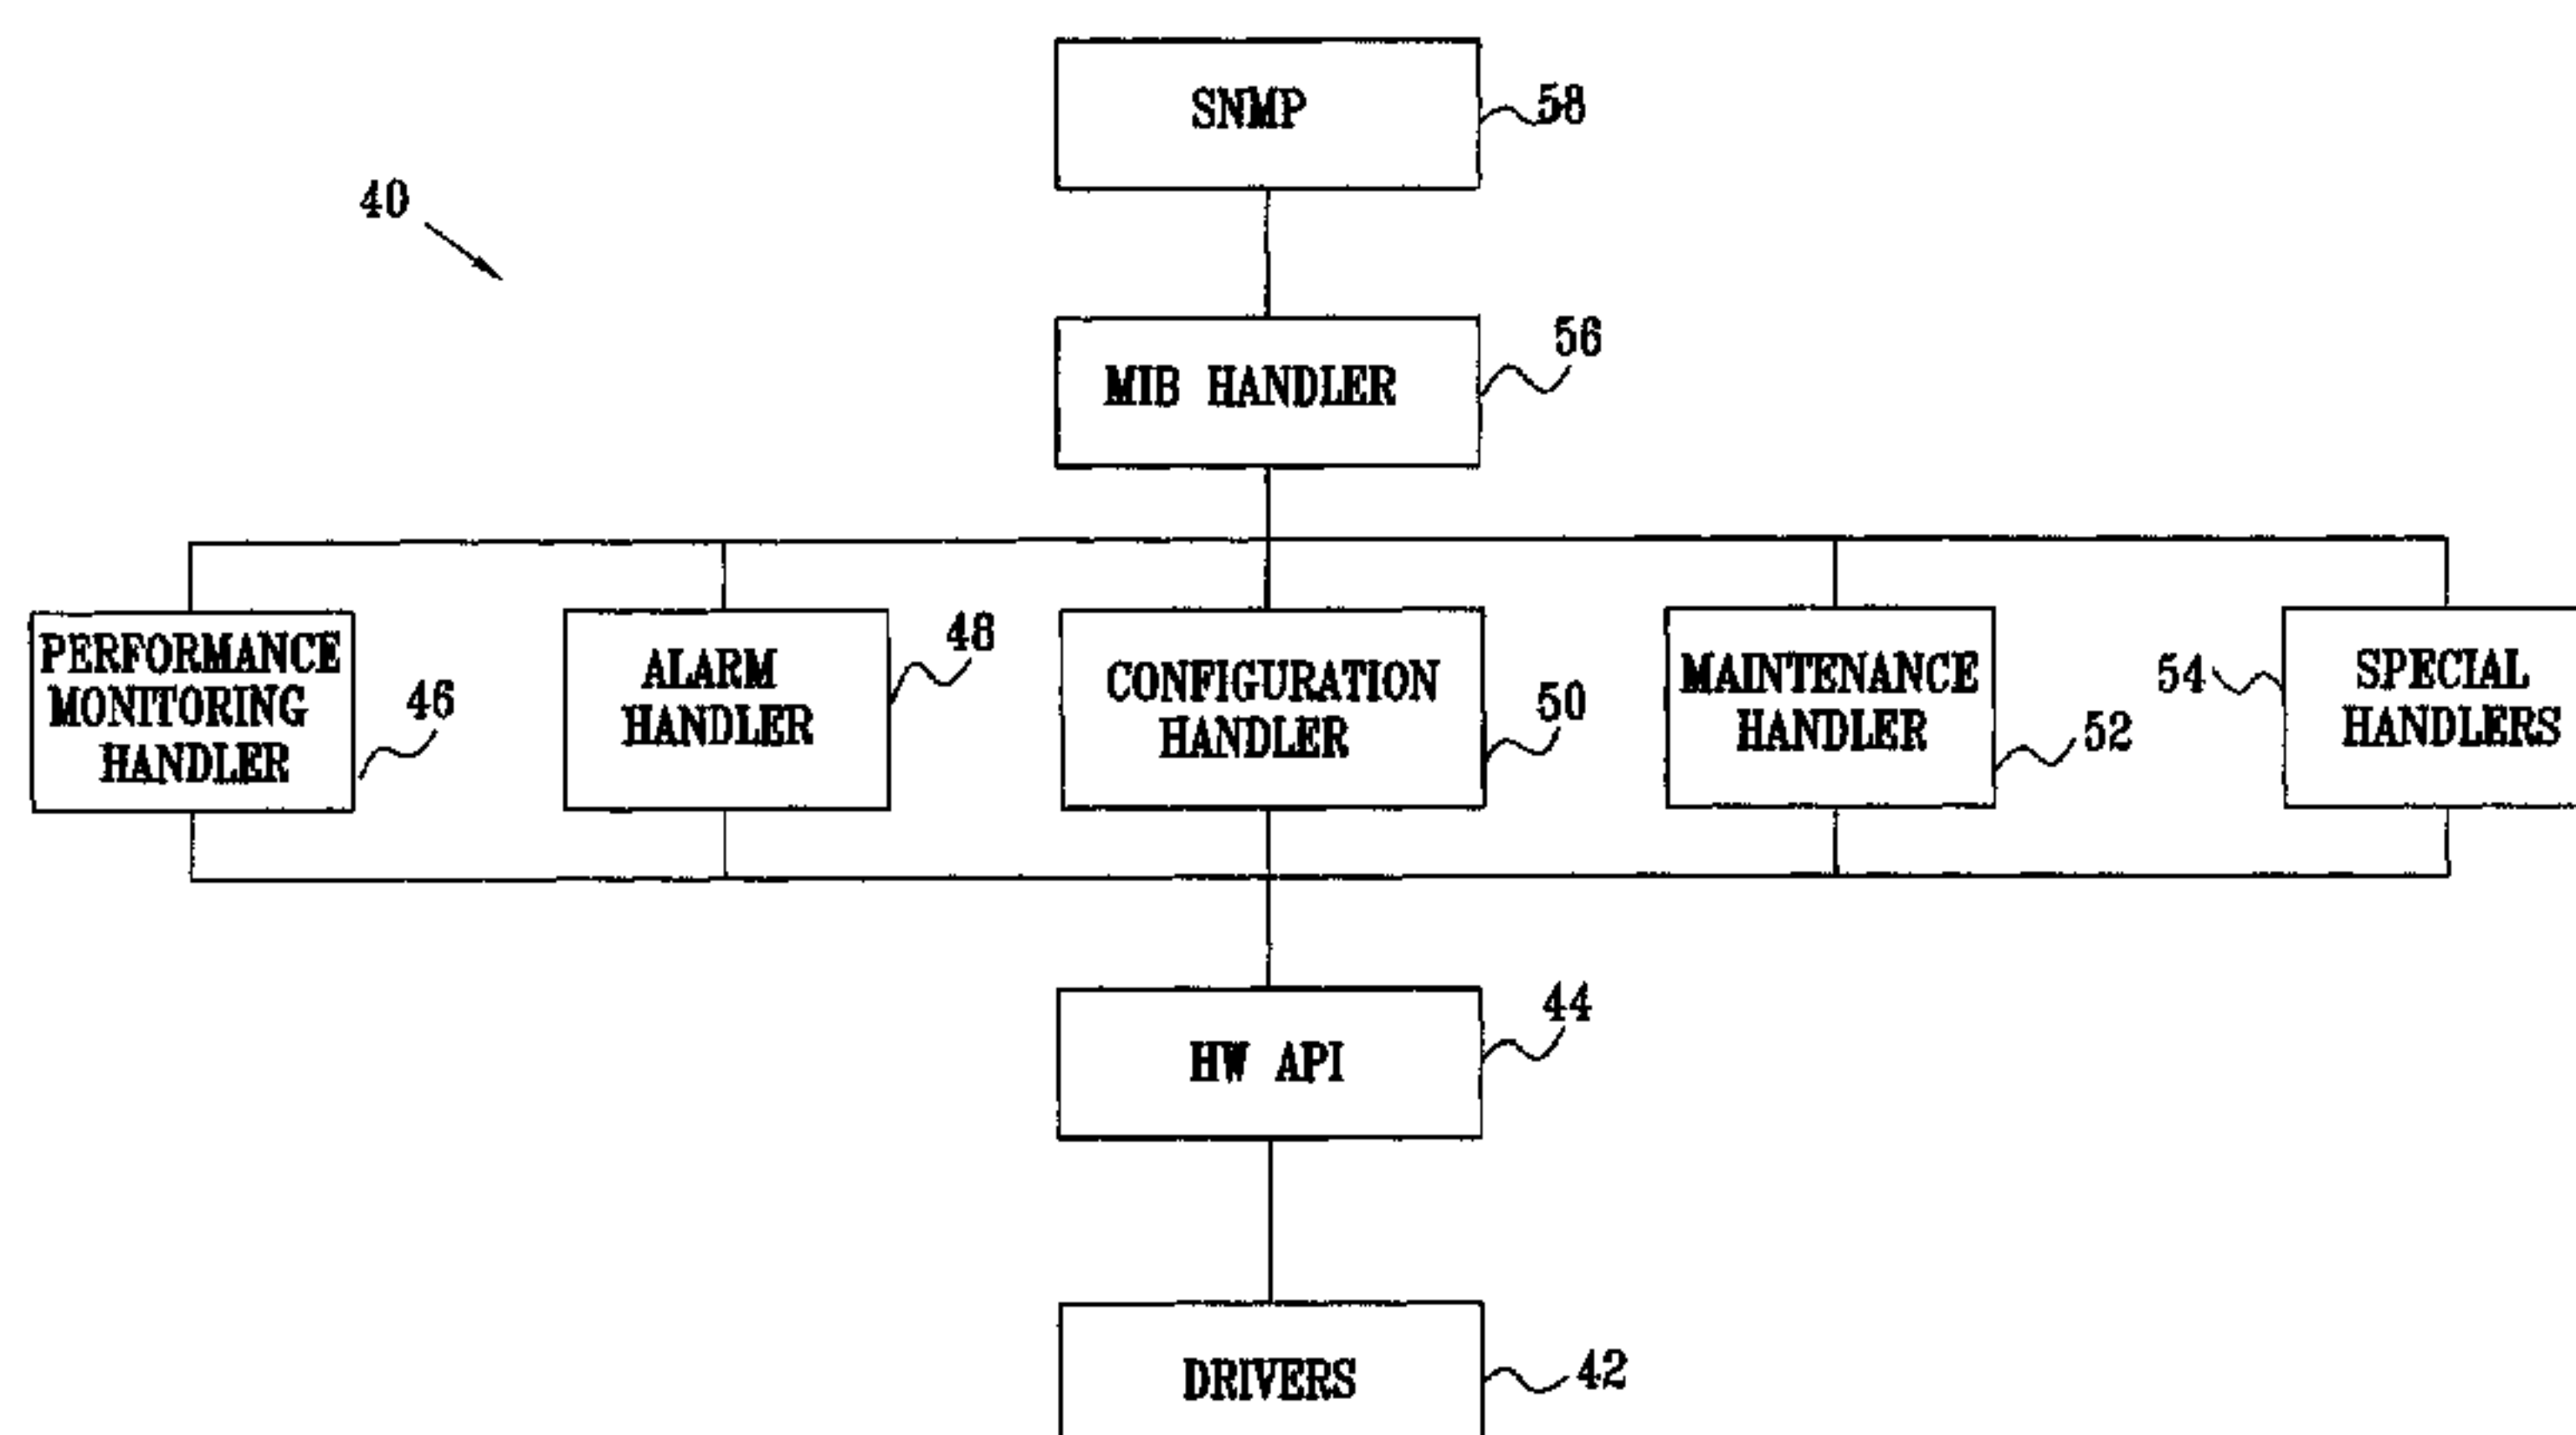 SNMP
58
40
MIB HANDLER
56
PERFORMANCE
MONITORING
HANDLER
46
ALARM
HANDLER
48
CONFIGURATION
HANDLER
50
MAINTENANCE
HANDLER
52
54
SPECIAL
HANDLERS
HW API
44
DRIVERS
42